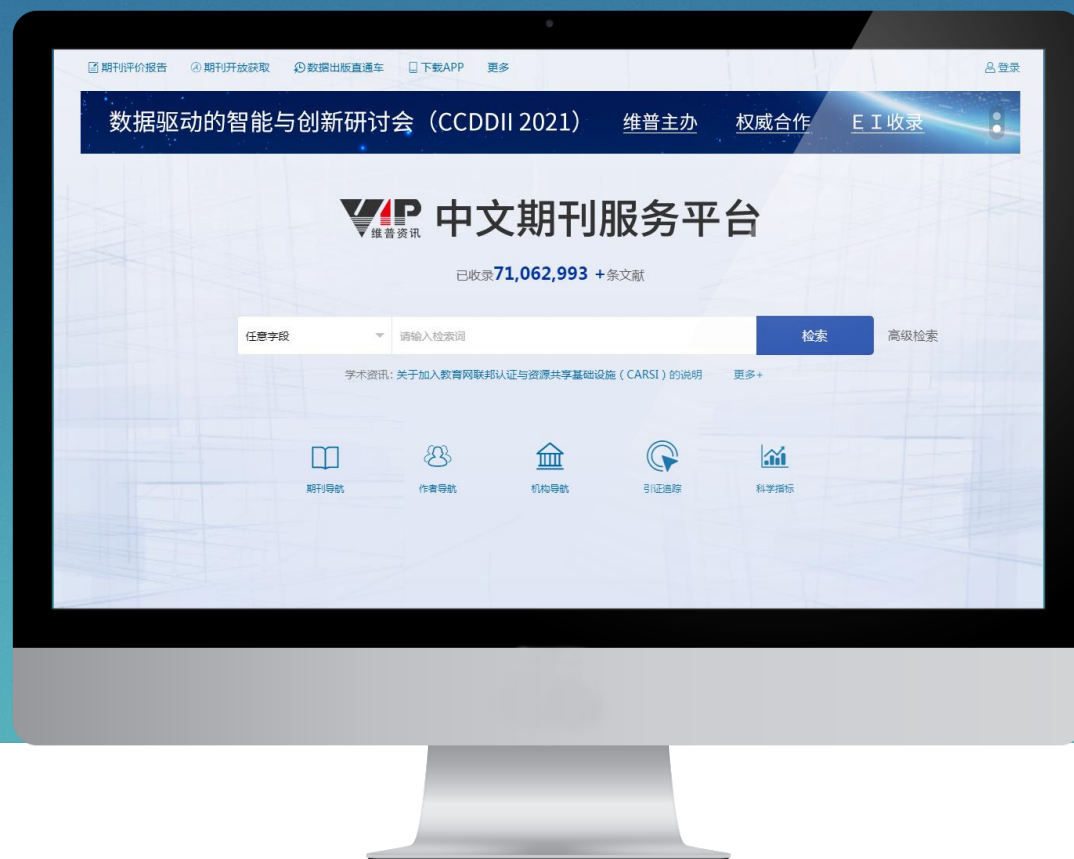 期刊评价报告 期刊开放获取 数据出版直通车 下载APP 更多 登录
数据驱动的智能与创新研讨会（CCDDII 2021） 维普主办 权威合作 EI收录
VIP 维普资讯 中文期刊服务平台
已收录71,062,993 +条文献
任意字段 请输入检索词 检索 高级检索
学术资讯: 关于加入教育网联邦认证与资源共享基础设施（CARSI）的说明 更多+
期刊导航 作者导航 机构导航 引证追踪 科学指标